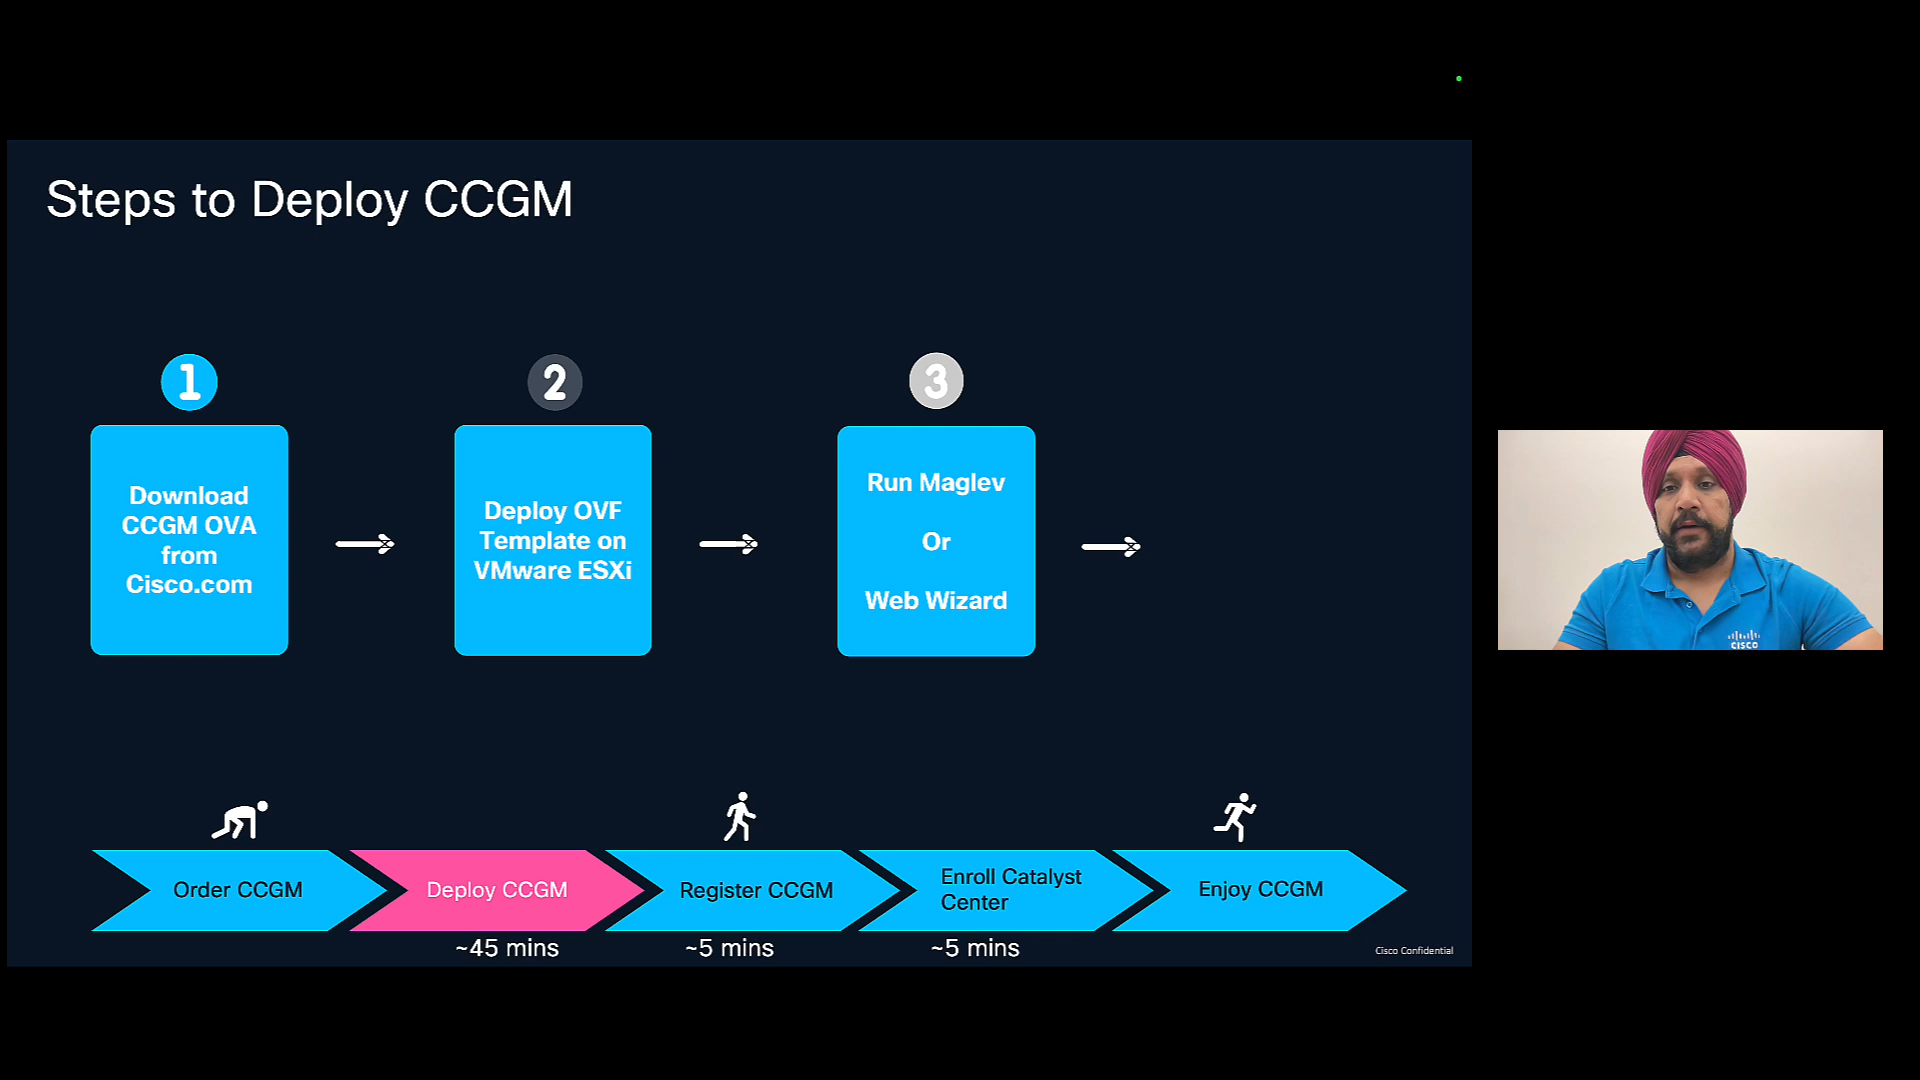 Steps to Deploy CCGM
1
Download
CCGM OVA
from
Cisco.com
2
Deploy OVF
Template on
VMware ESXi
3
Run Maglev
Or
Web Wizard
Order CCGM
Deploy CCGM
Register CCGM
Enroll Catalyst
Center
Enjoy CCGM
~45 mins
~5 mins
~5 mins
Cisco Confidential
CISCO